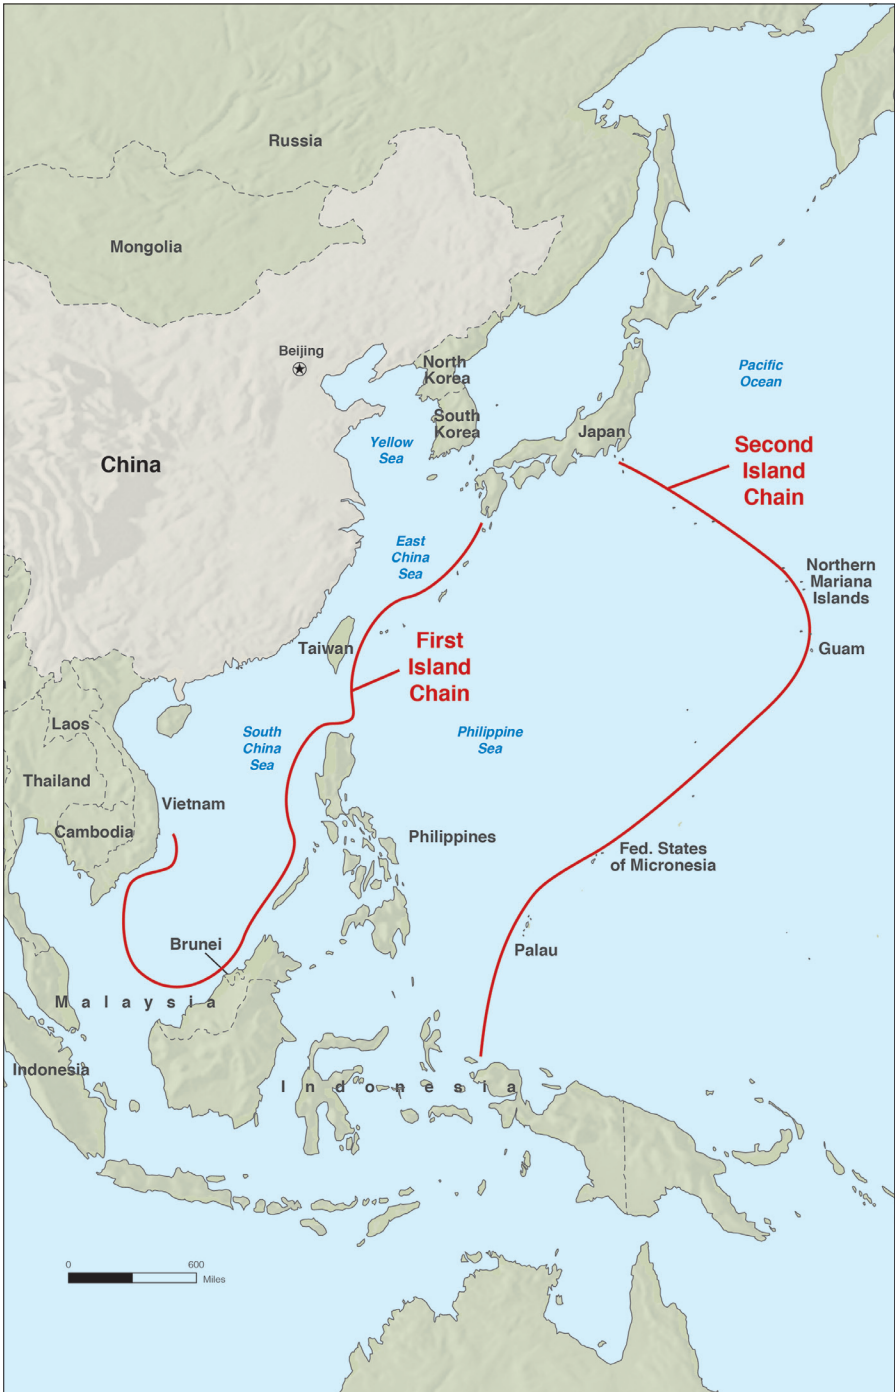 Russia
Mongolia
Beijing
North
Korea
South
Korea
Pacific
Ocean
Yellow
Sea
Japan
Second
Island
Chain
China
East
China
Sea
Northern
Mariana
Islands
Taiwan
First
Island
Chain
Guam
Laos
South
China
Sea
Philippine
Sea
Thailand
Vietnam
Cambodia
Philippines
Fed. States
of Micronesia
Brunei
Palau
Malaysia
Indonesia
Indonesia
0 600
Miles